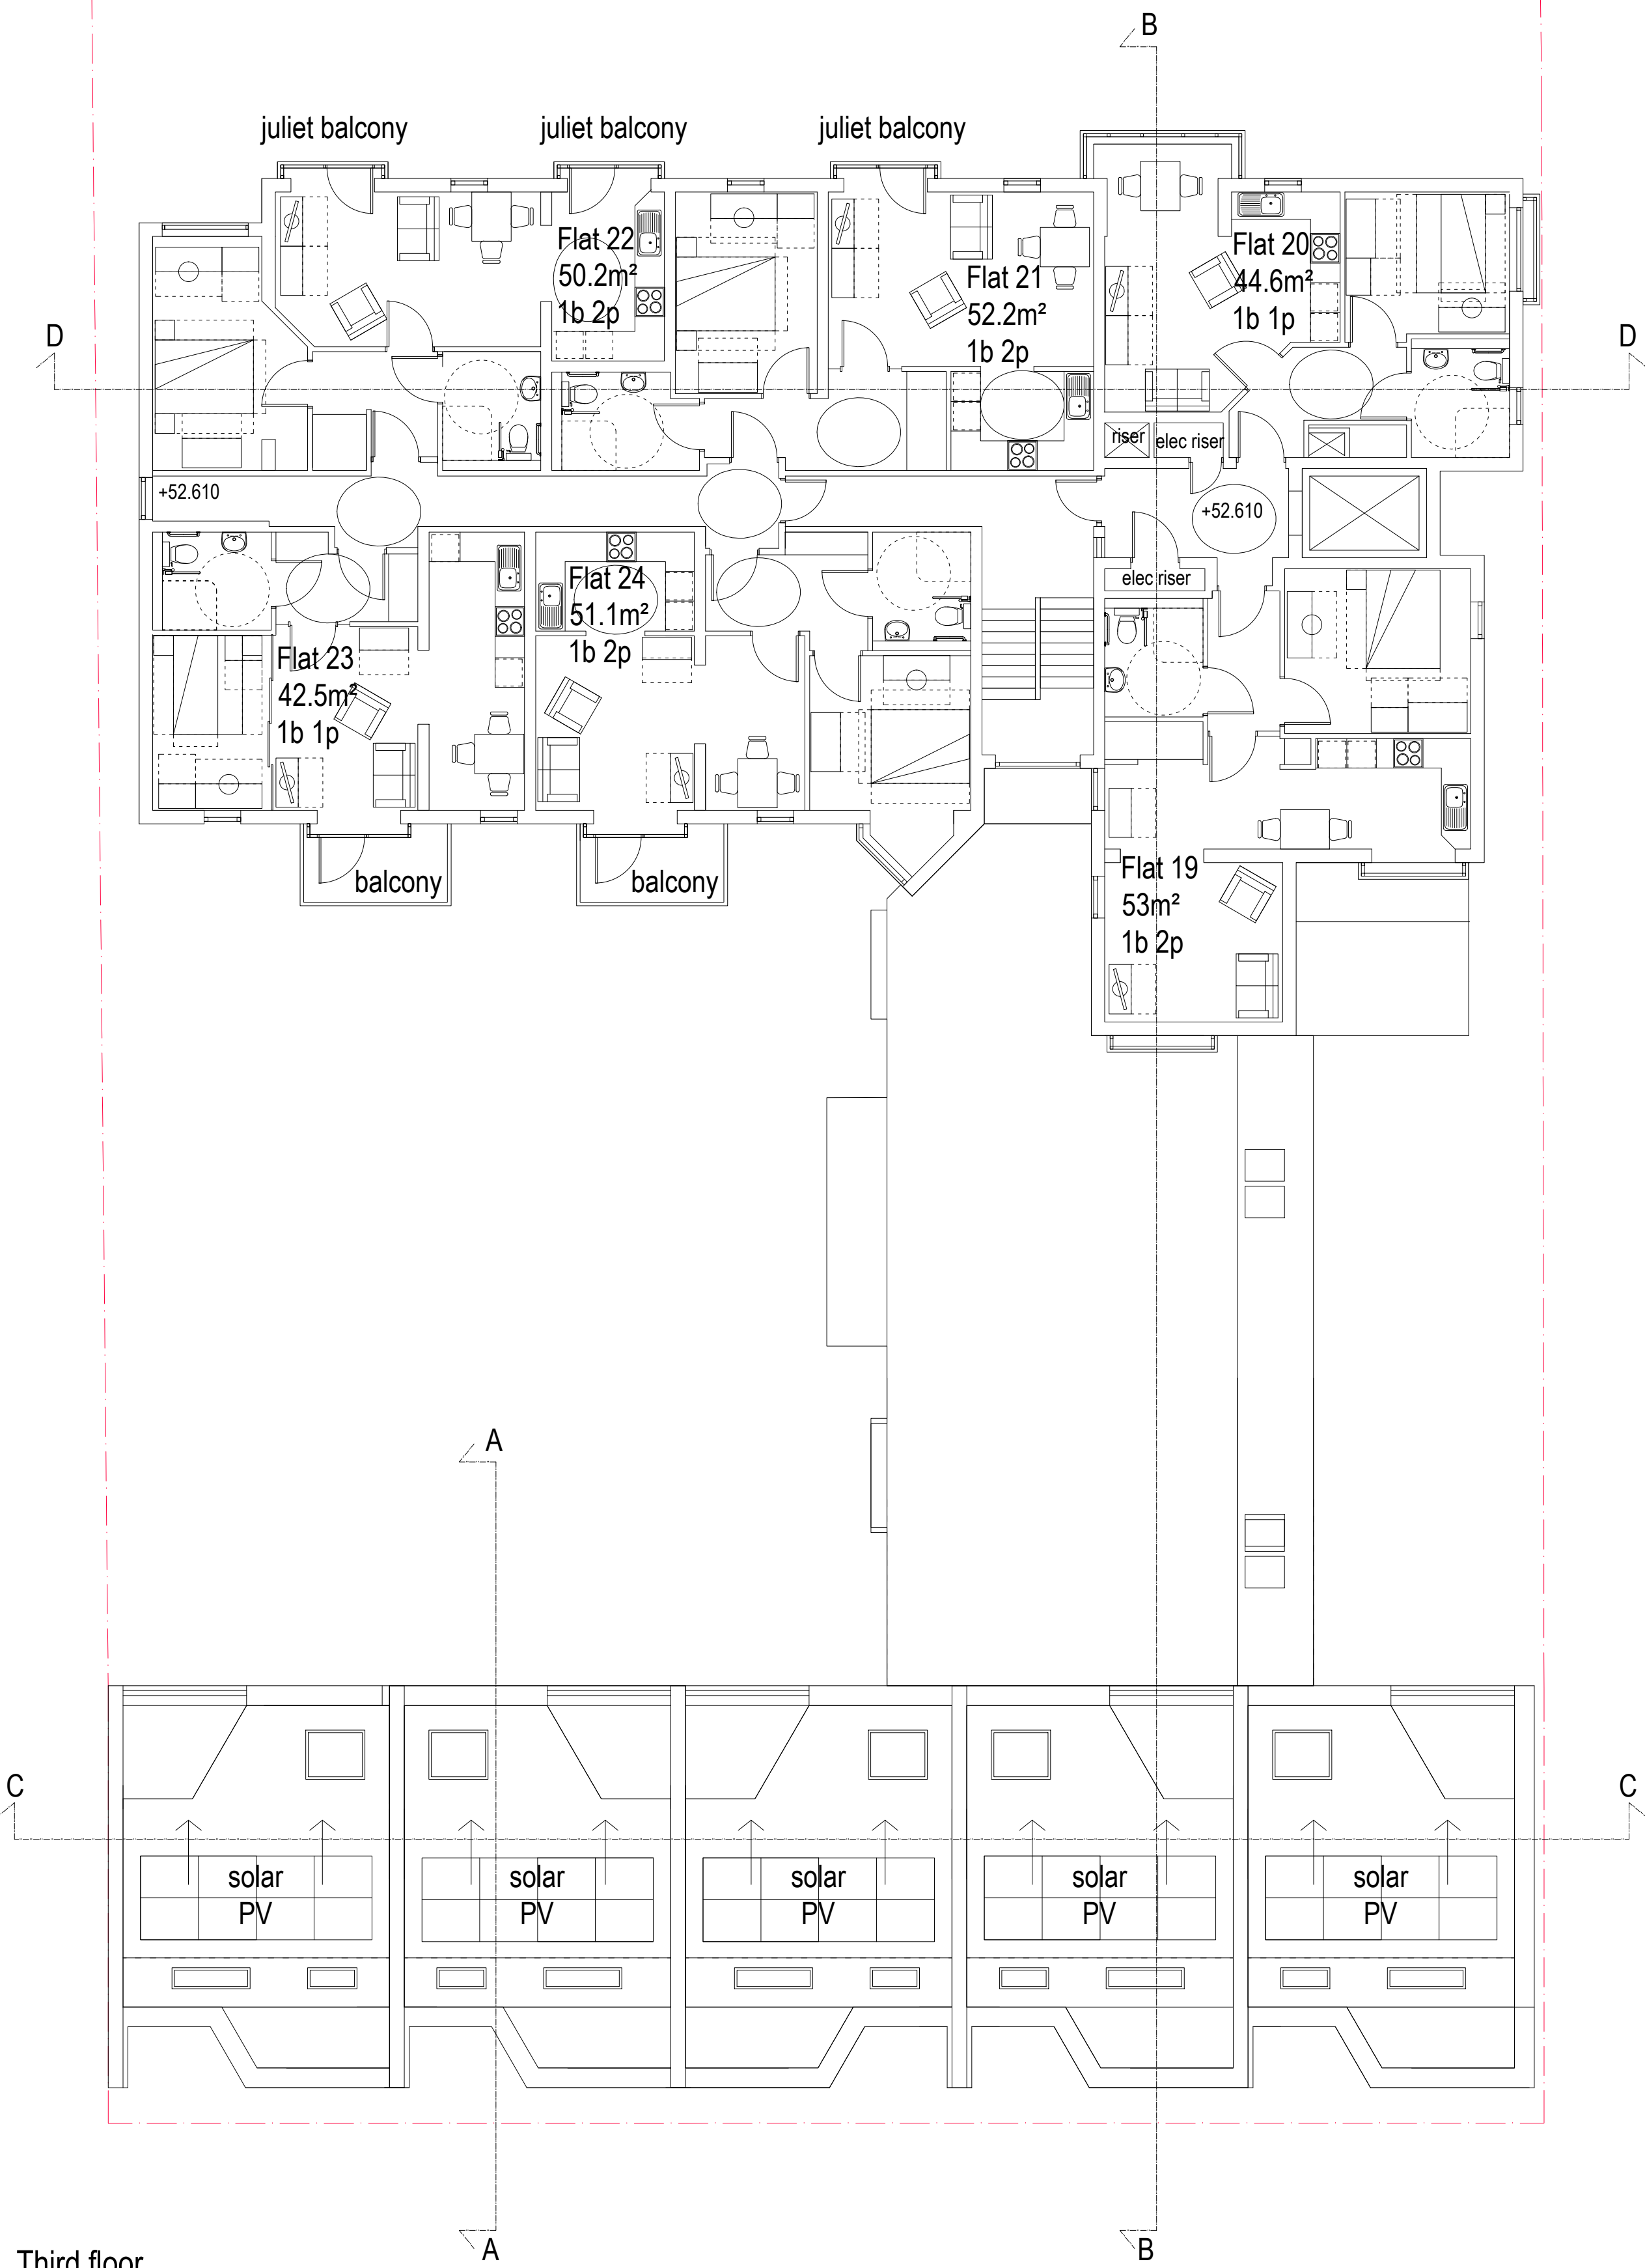 B
juliet balcony
juliet balcony
juliet balcony
Flat 22
50.2m²
1b 2p
Flat 21
52.2m²
1b 2p
Flat 20
44.6m²
1b 1p
D
D
riser
elec riser
+52.610
+52.610
elec riser
Flat 23
42.5m²
1b 1p
Flat 24
51.1m²
1b 2p
Flat 19
53m²
1b 2p
balcony
balcony
A
C
C
solar
PV
solar
PV
solar
PV
solar
PV
solar
PV
A
B
Third floor